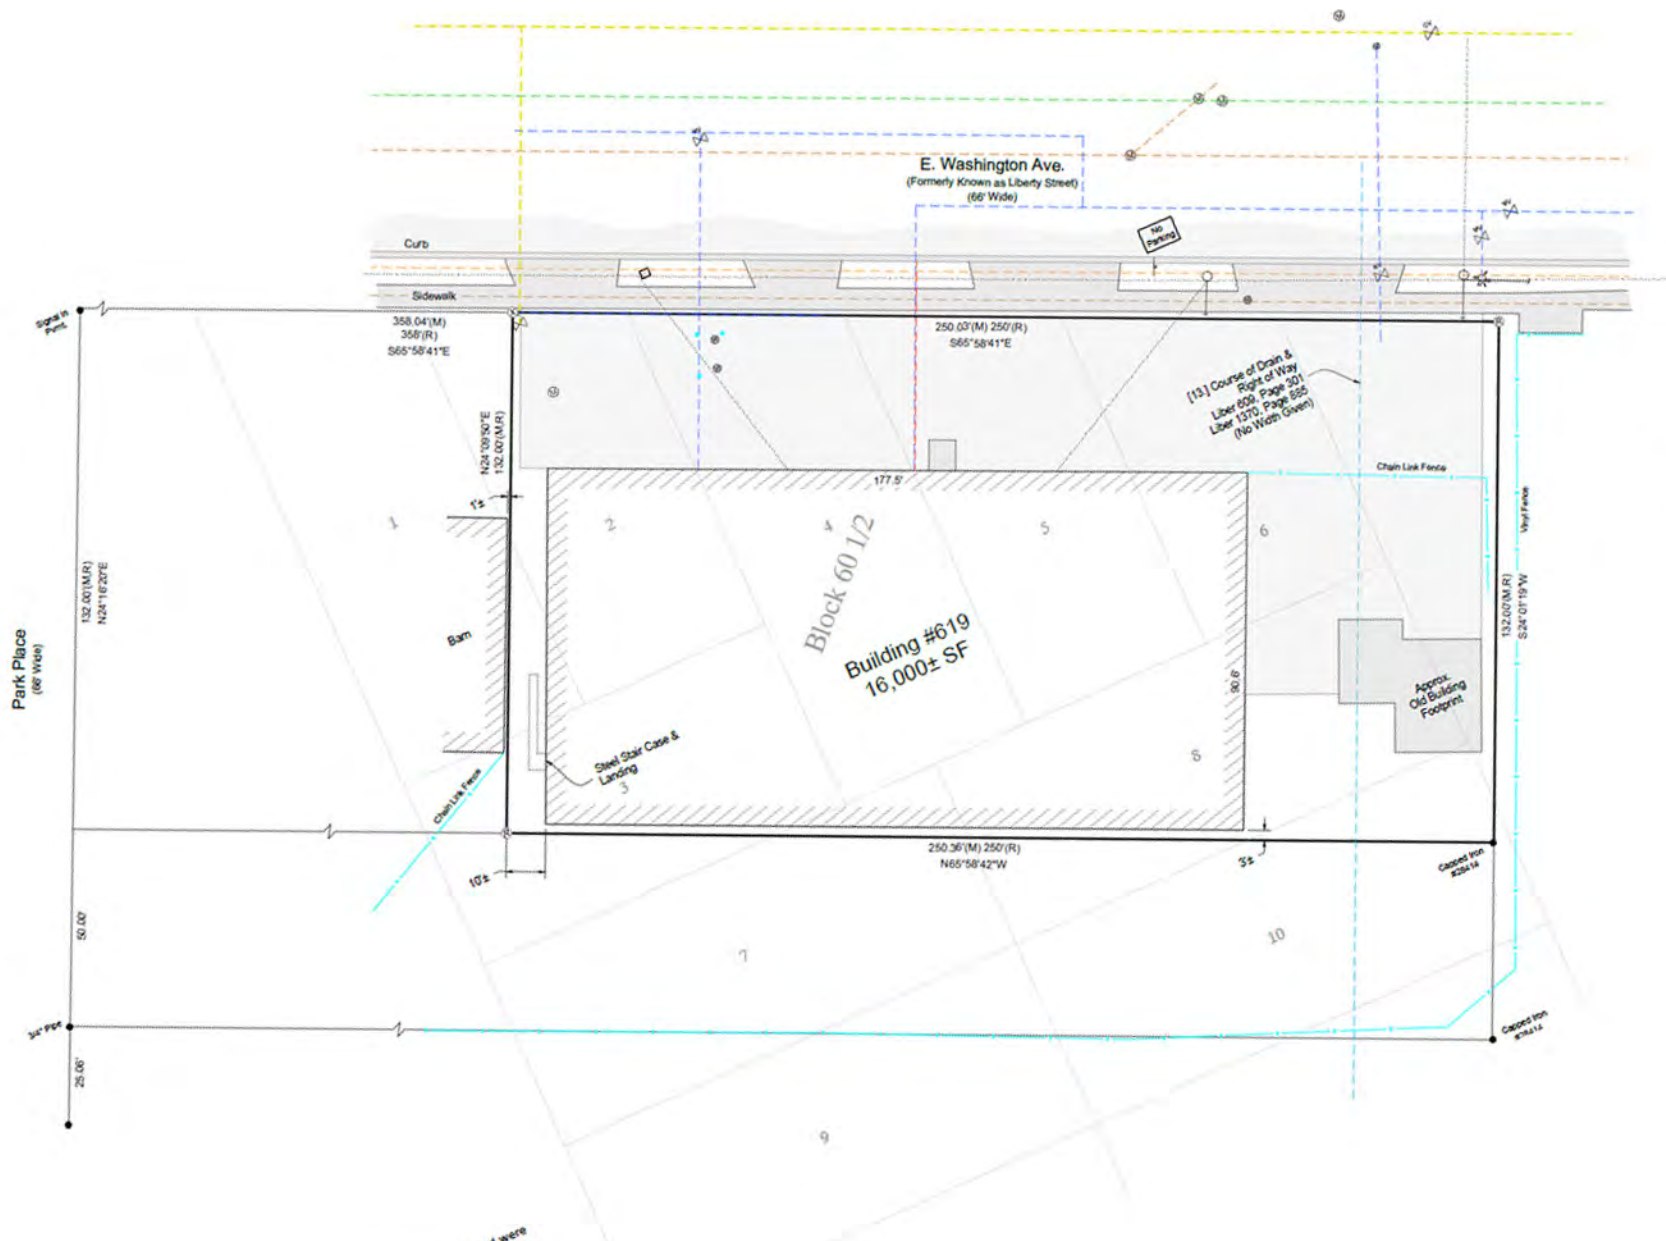 E. Washington Ave.
(Formerly Known as Liberty Street)
(66' Wide)
No
Parking
Curb
Sidewalk
Signal in
Pvmt.
358.04'(M)
358'(R)
S65°58'41"E
250.03'(M) 250'(R)
S65°58'41"E
[13.] Course of Drain &
Right of Way
Liber 609, Page 301
Liber 1370, Page 885
(No Width Given)
N24°09'50"E
132.00'(M,R)
Chain Link Fence
177.5'
1'±
Vinyl Fence
1
2
4
5
6
Block 60 1/2
132.00'(M,R)
N24°16'20"E
132.00'(M,R)
S24°01'19"W
Park Place
(66' Wide)
Barn
Building #619
16,000± SF
90.6'
Approx.
Old Building
Footprint
Steel Stair Case &
Landing
3
8
Chain Link Fence
250.36'(M) 250'(R)
N65°58'42"W
3'±
Capped Iron
#28414
10'±
50.00'
7
10
3/4" Pipe
Capped Iron
25.06'
9
were